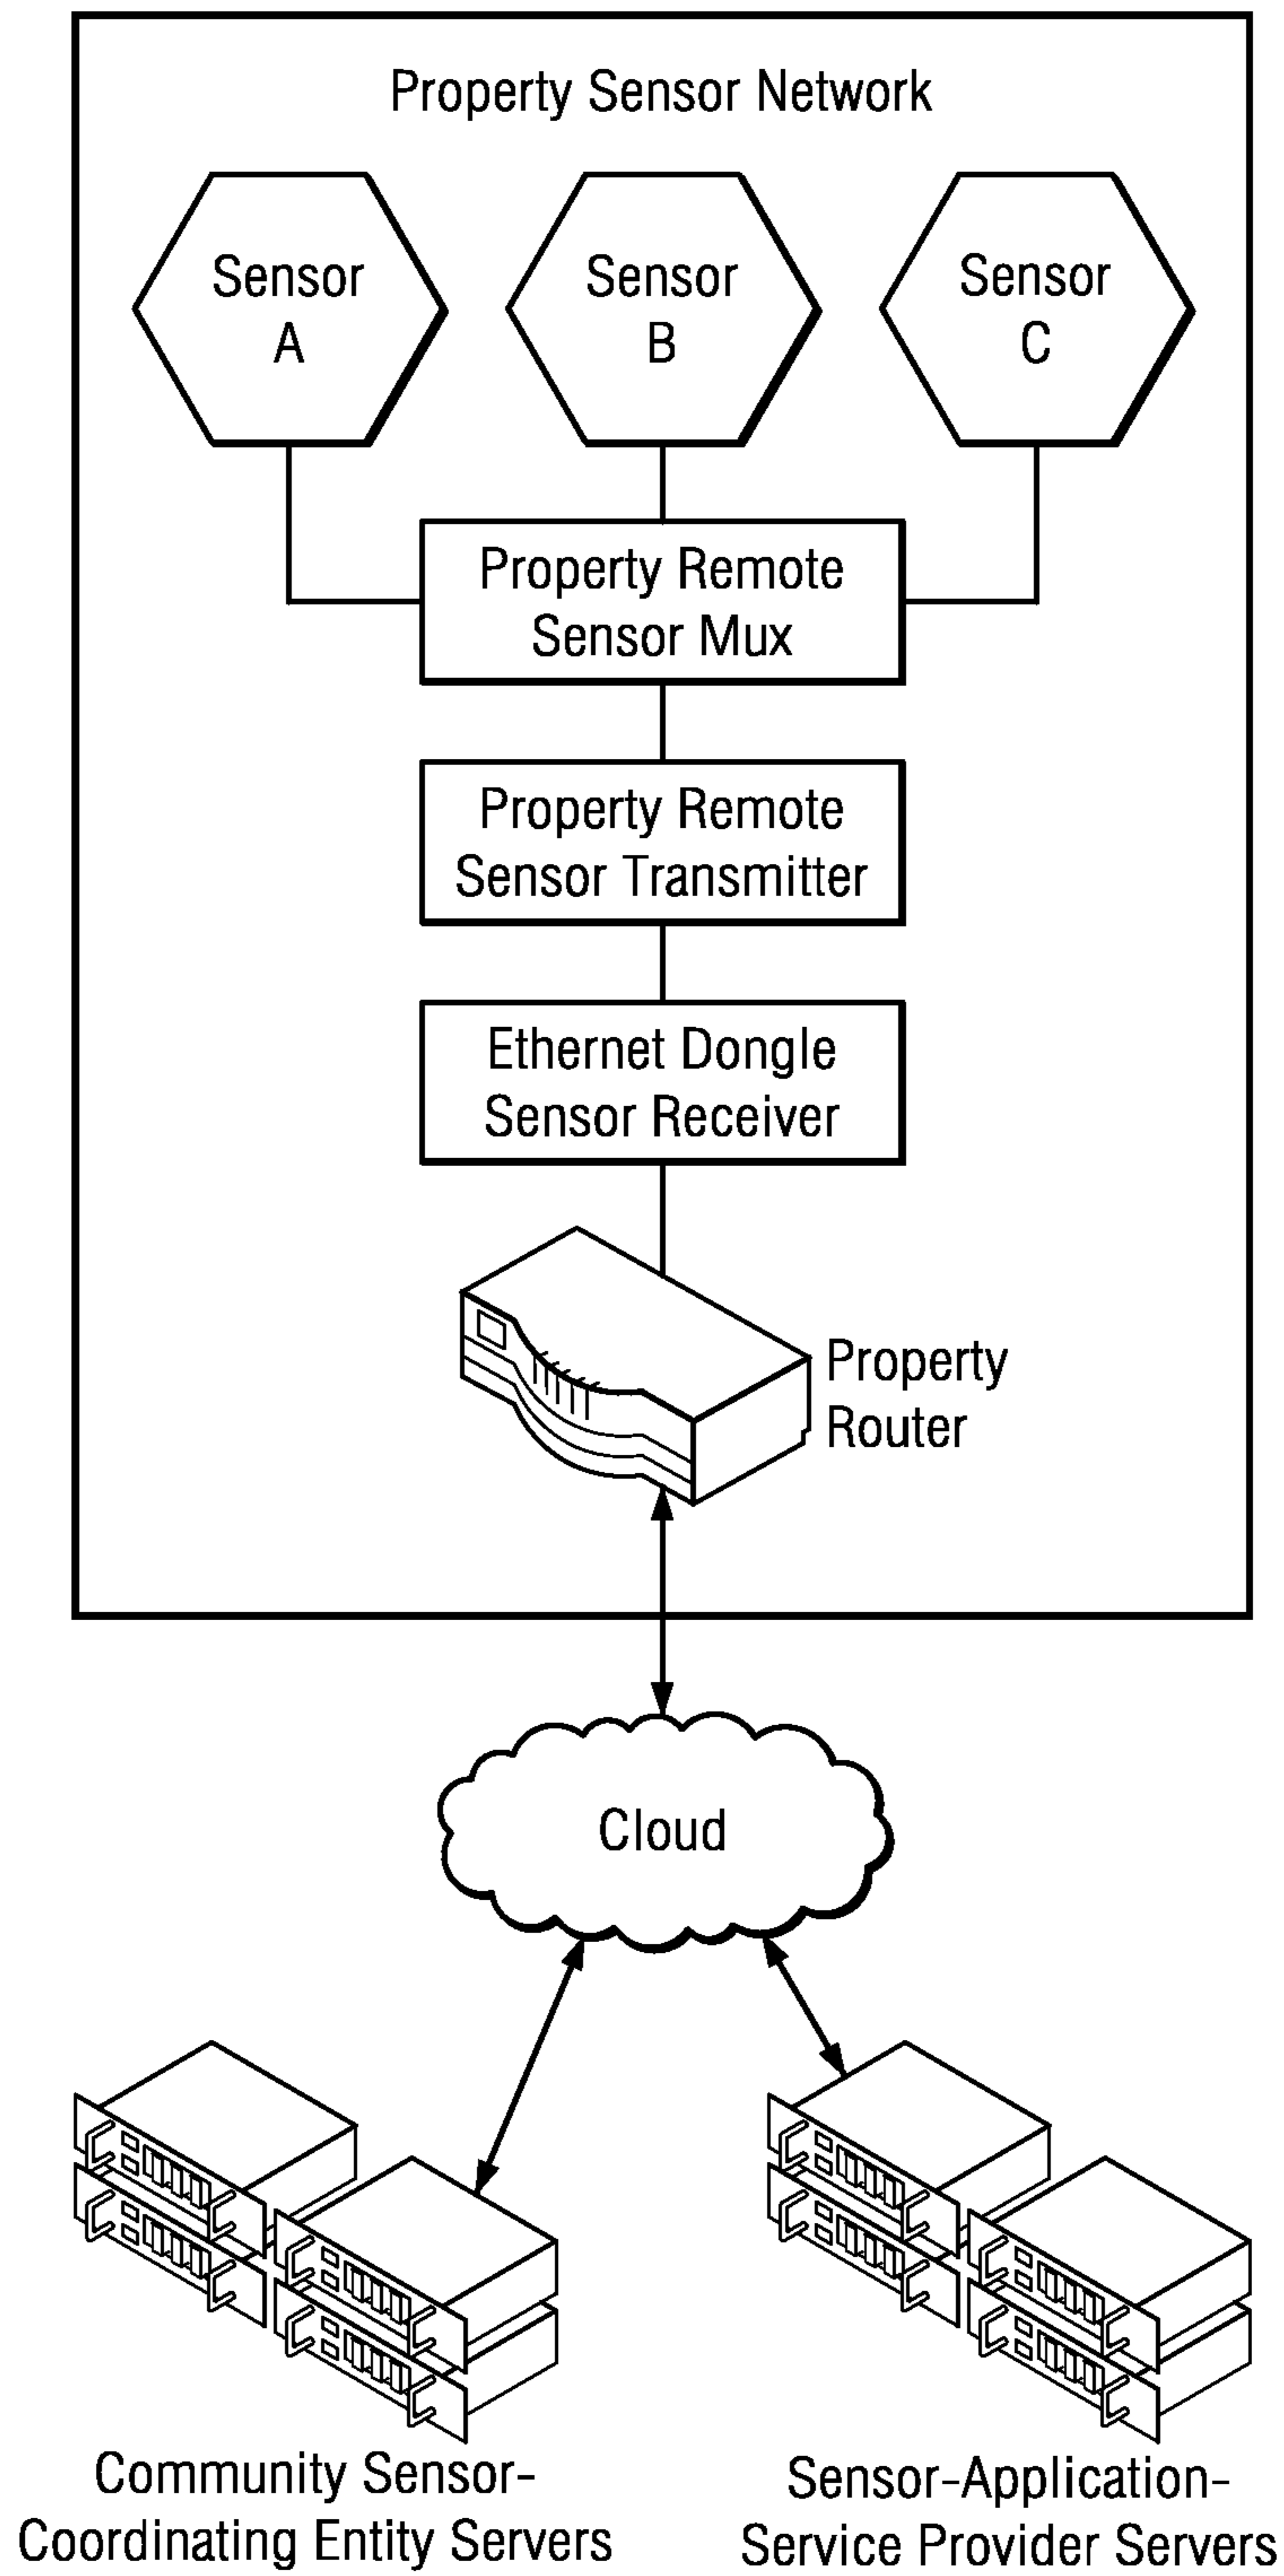 Property Sensor Network
Sensor
A
Sensor
B
Sensor
C
Property Remote
Sensor Mux
Property Remote
Sensor Transmitter
Ethernet Dongle
Sensor Receiver
Property
Router
Cloud
Community Sensor-
Coordinating Entity Servers
Sensor-Application-
Service Provider Servers